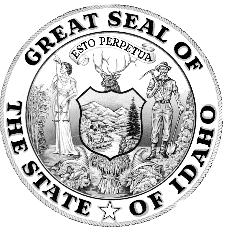 GREAT SEAL OF
ESTO PERPETUA
THE STATE OF IDAHO